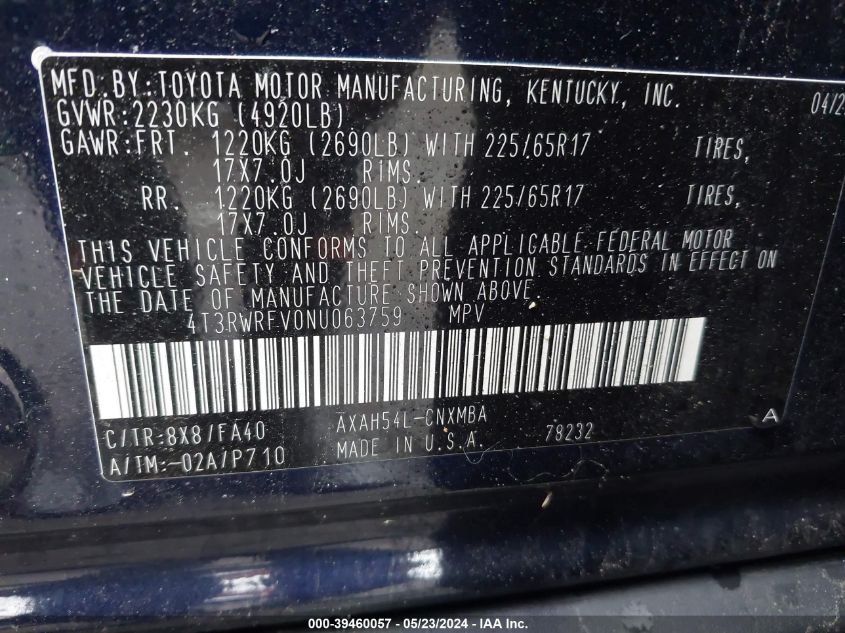 MFD.BY:TOYOTA MOTOR MANUFACTURING, KENTUCKY, INC. 04/2
GVWR:2230KG (4920LB)
GAWR:FRT. 1220KG (2690LB) WITH 225/65R17 TIRES,
17X7.0J RIMS.
RR. 1220KG (2690LB) WITH 225/65R17 TIRES,
17X7.0J RIMS.
THIS VEHICLE CONFORMS TO ALL APPLICABLE FEDERAL MOTOR
VEHICLE SAFETY AND THEFT PREVENTION STANDARDS IN EFFECT ON
THE DATE OF MANUFACTURE SHOWN ABOVE.
4T3RWRFV0NU063759 MPV
C/TR:8X8/FA40 AXAH54L-CNXMBA A
A/TM:-02A/P710 MADE IN U.S.A. 78232
000-39460057 - 05/23/2024 - IAA Inc.